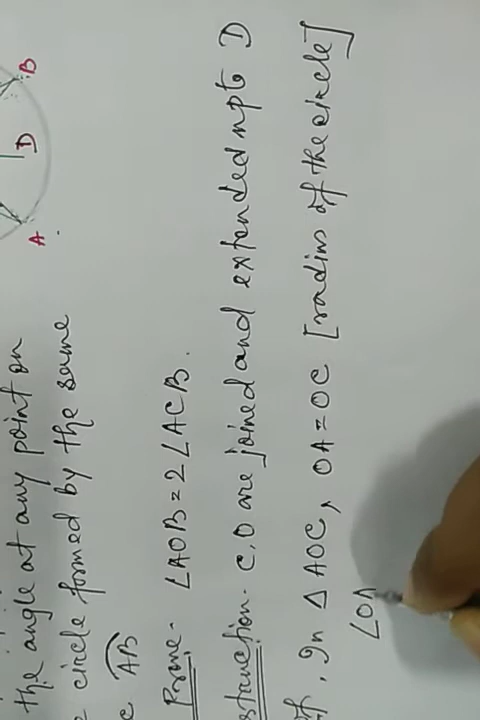 B
D
A
the angle at any point on
circle formed by the same
AB
Prove. ∠AOB = 2∠ACB.
struction. C,O are joined and extended upto D
In △AOC, OA = OC [radius of the circle]
∠OA